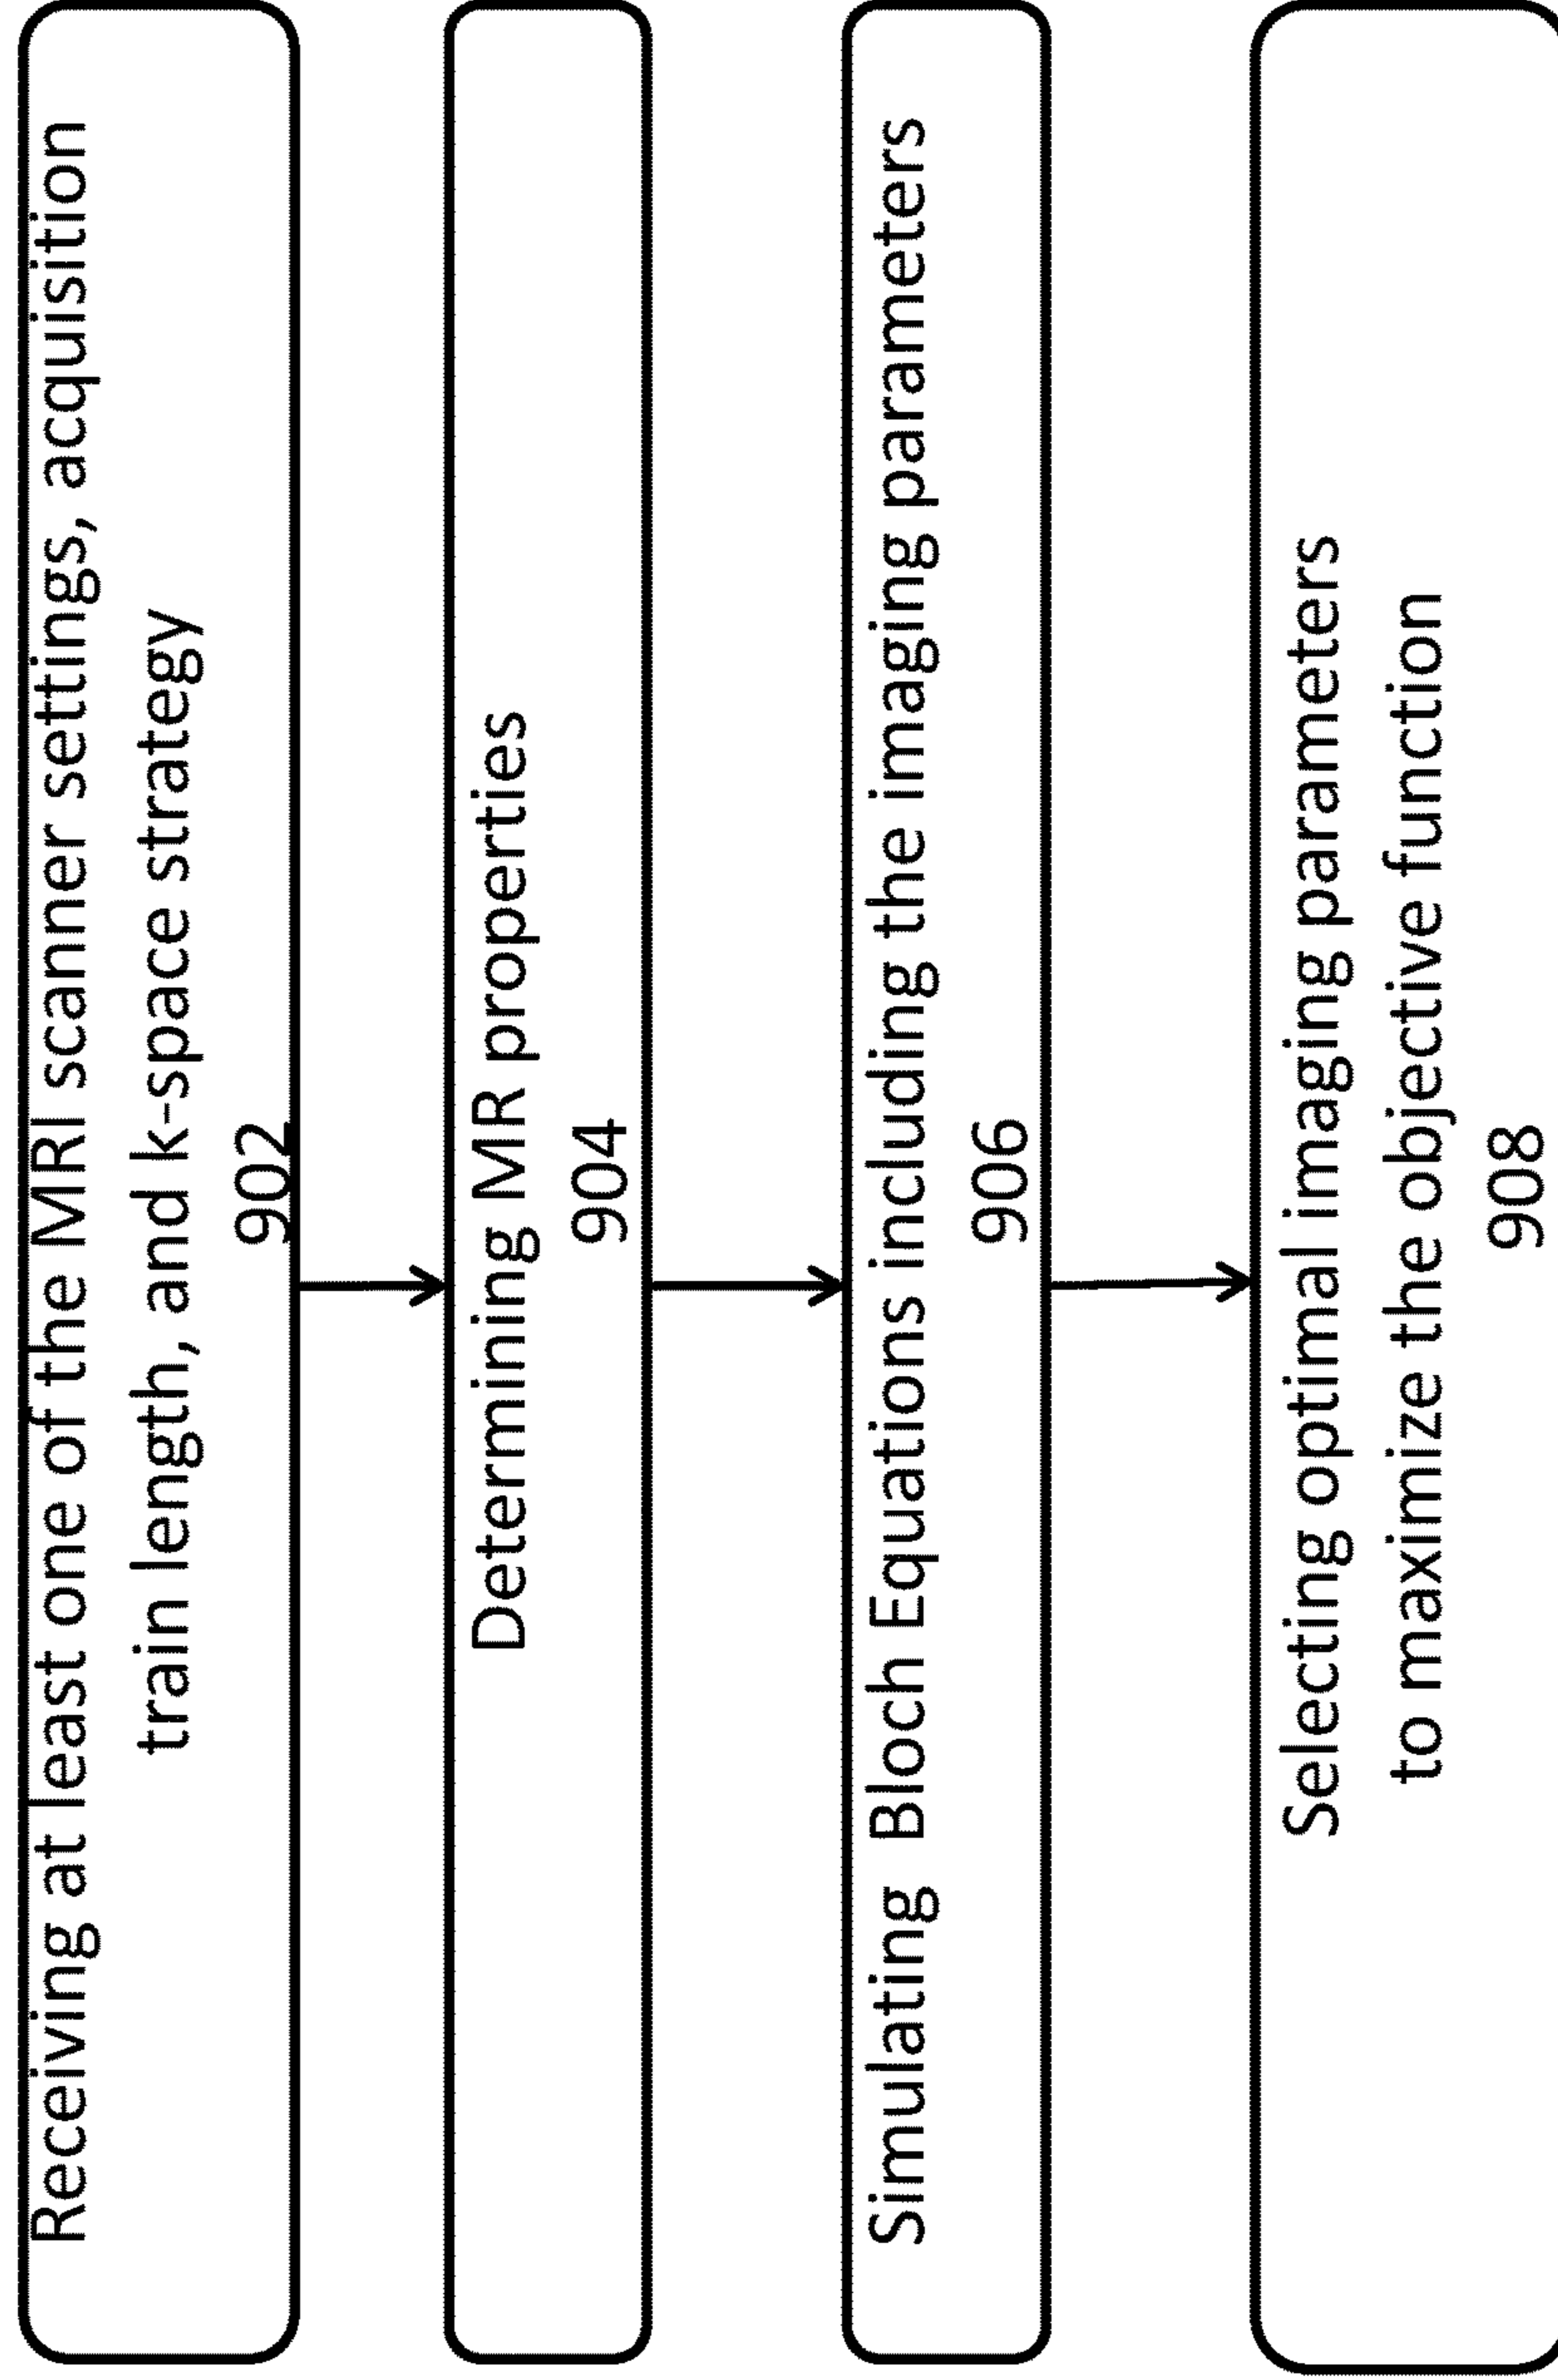 Receiving at least one of the MRI scanner settings, acquisition
train length, and k-space strategy
902
Determining MR properties
904
Simulating Bloch Equations including the imaging parameters
906
Selecting optimal imaging parameters
to maximize the objective function
908